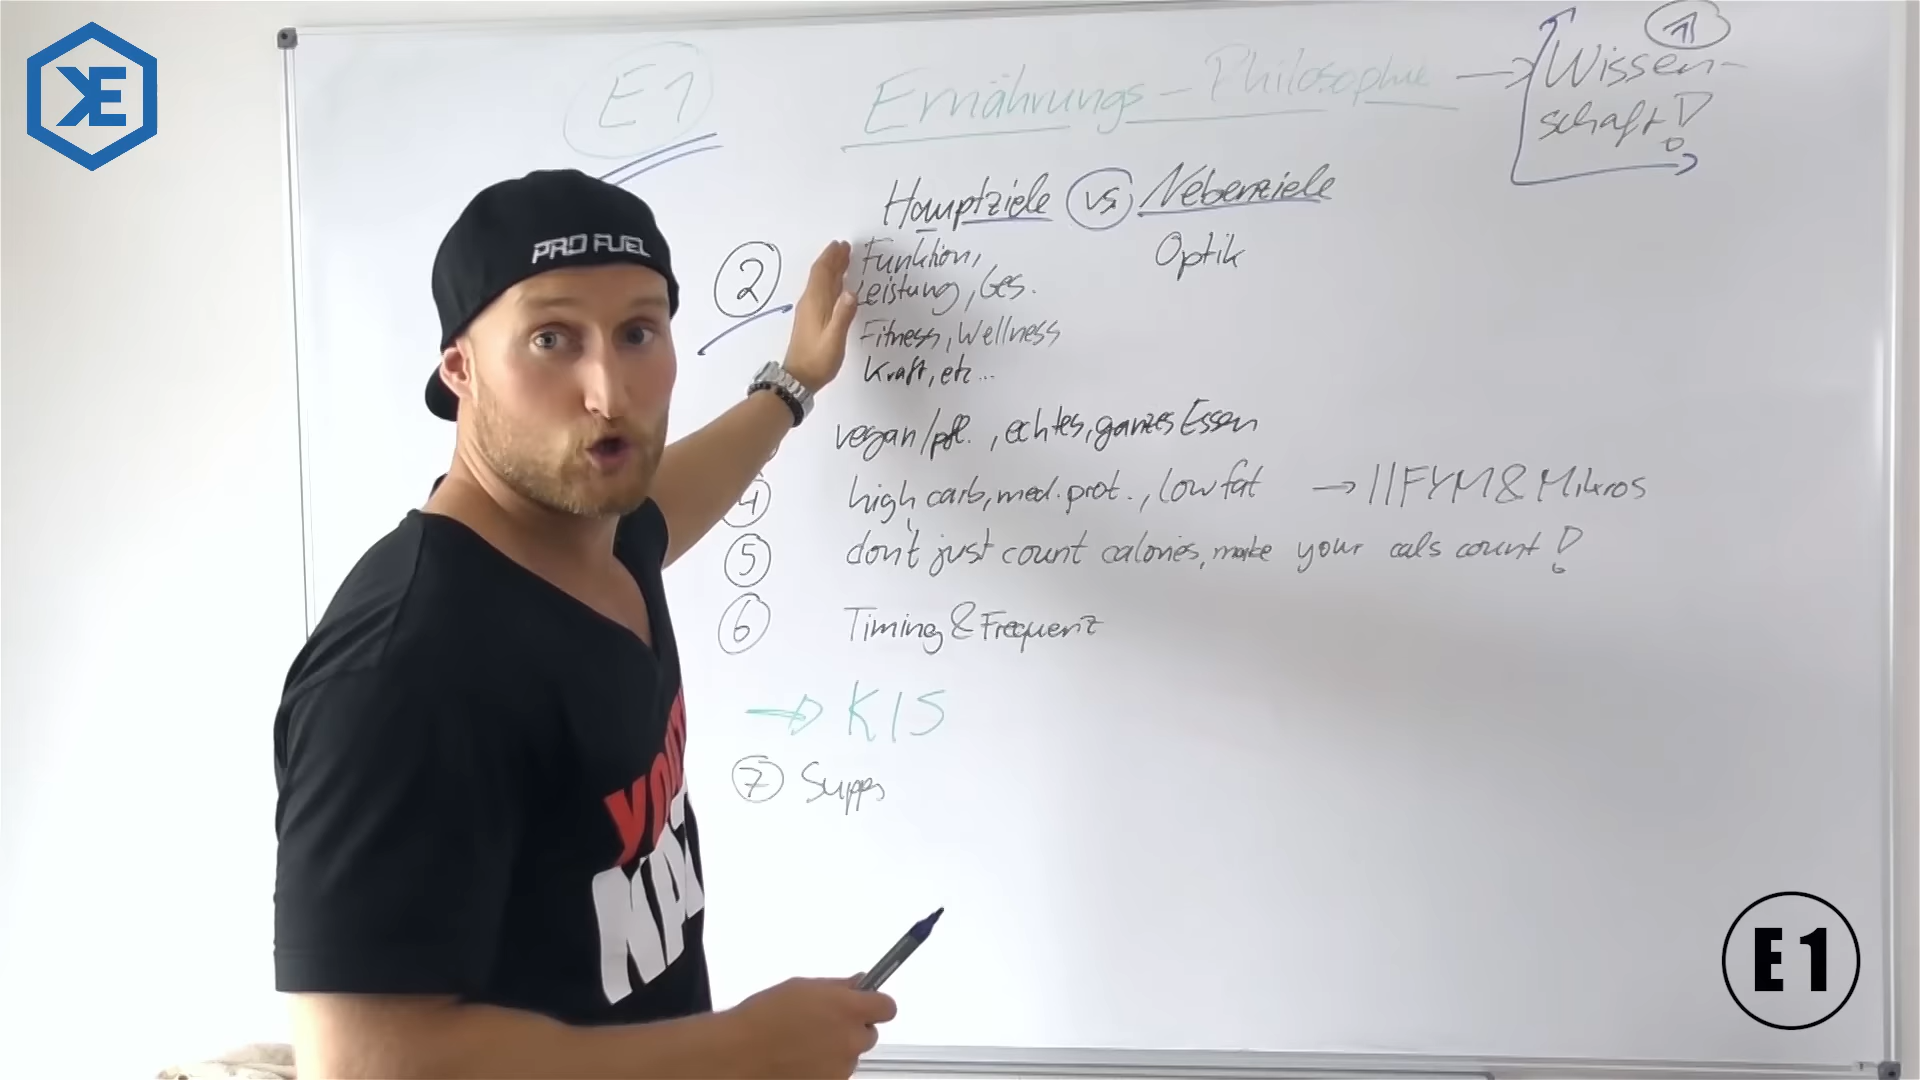 KE
E1
Ernährungs-Philosophie → Wissen-
schaft!
1
Hauptziele vs Nebenziele
PRO FUEL
2
Funktion,
Optik
Leistung, Ges.
Fitness, Wellness
Kraft, etc...
vegan/pfl., echtes, ganzes Essen
4 high carb, med. prot., low fat → IIFYM & Mikros
5 don't just count calories, make your cals count!
6 Timing & Frequenz
→ KIS
7 Supps
E1